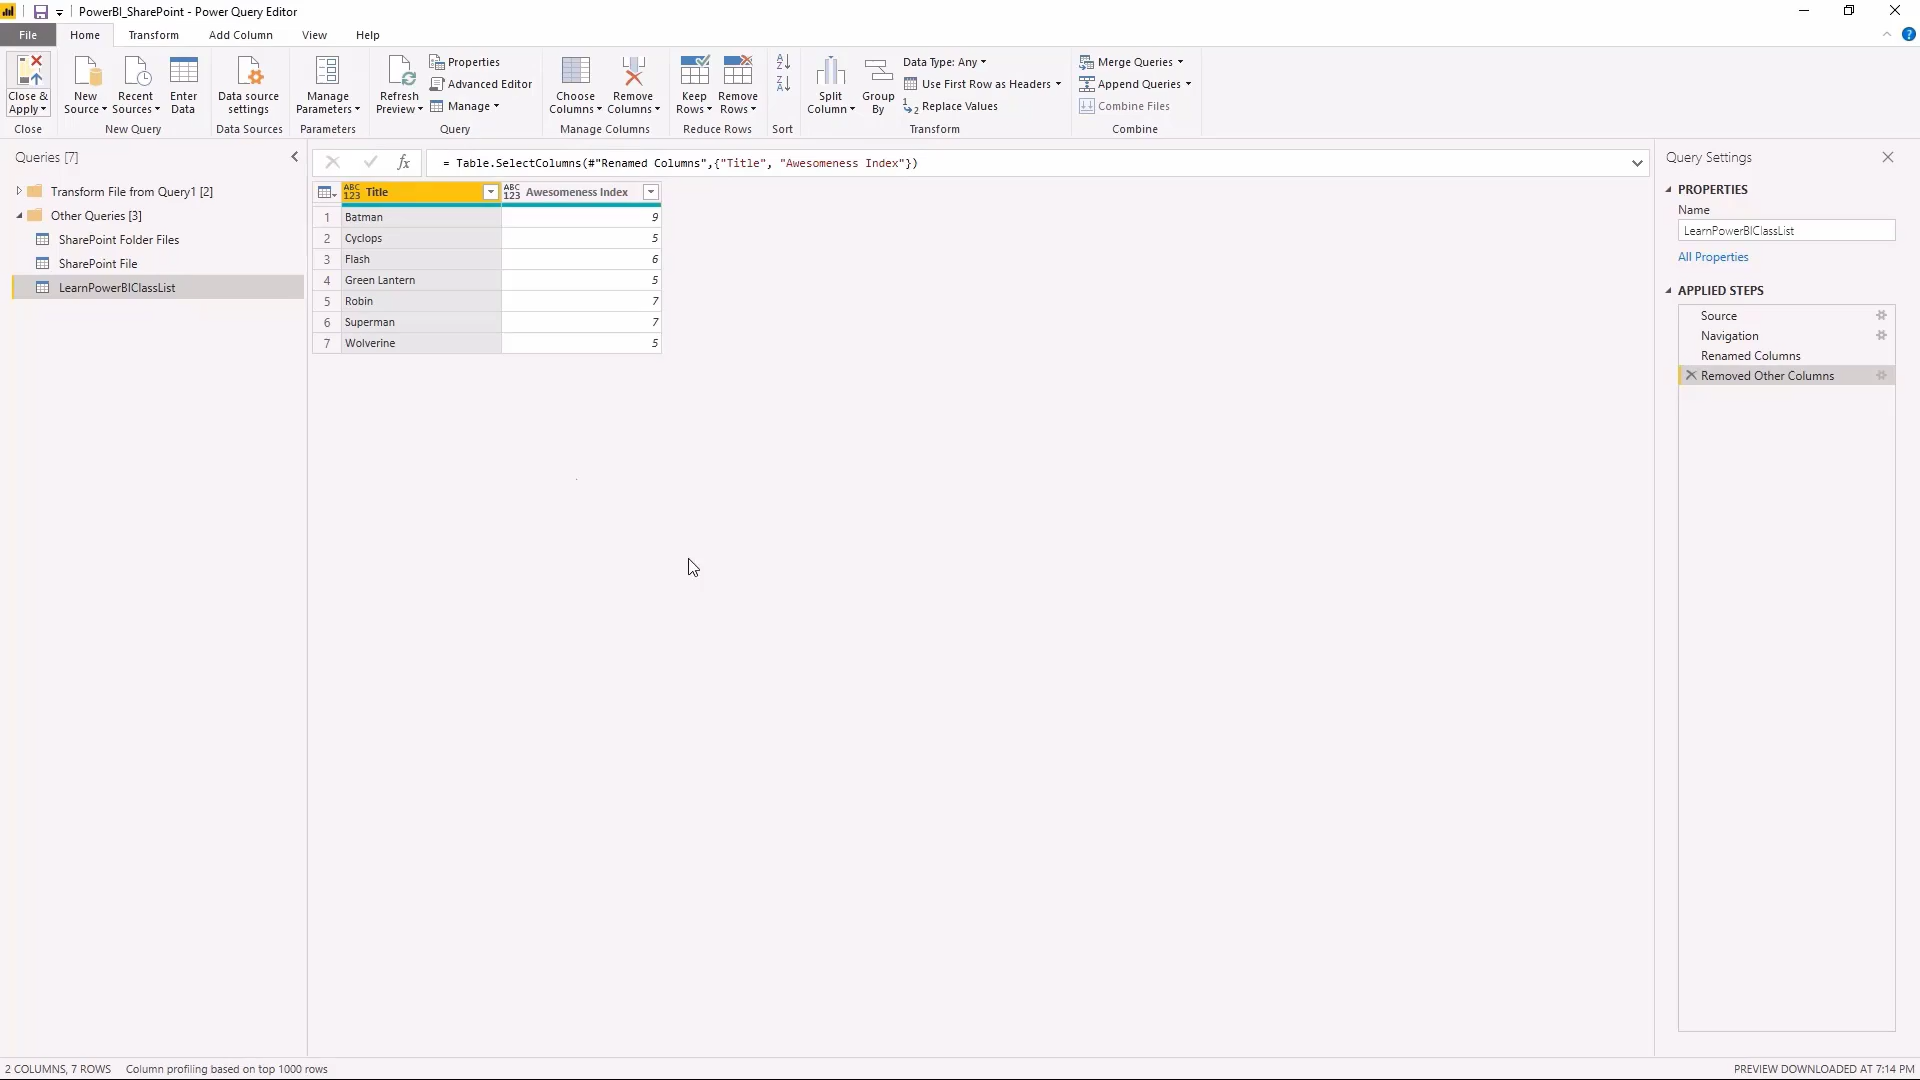 PowerBI_SharePoint - Power Query Editor
File Home Transform Add Column View Help
Close & Apply
New Source
Recent Sources
Enter Data
Data source settings
Manage Parameters
Refresh Preview
Properties
Advanced Editor
Manage
Choose Columns
Remove Columns
Keep Rows
Remove Rows
A Z
Z A
Split Column
Group By
Data Type: Any
Use First Row as Headers
1 2 Replace Values
Merge Queries
Append Queries
Combine Files
Close New Query Data Sources Parameters Query Manage Columns Reduce Rows Sort Transform Combine
Queries [7]
Transform File from Query1 [2]
Other Queries [3]
SharePoint Folder Files
SharePoint File
LearnPowerBIClassList
fx = Table.SelectColumns(#"Renamed Columns",{"Title", "Awesomeness Index"})
ABC 123 Title ABC 123 Awesomeness Index
1 Batman 9
2 Cyclops 5
3 Flash 6
4 Green Lantern 5
5 Robin 7
6 Superman 7
7 Wolverine 5
Query Settings
PROPERTIES
Name
LearnPowerBIClassList
All Properties
APPLIED STEPS
Source
Navigation
Renamed Columns
Removed Other Columns
2 COLUMNS, 7 ROWS Column profiling based on top 1000 rows PREVIEW DOWNLOADED AT 7:14 PM